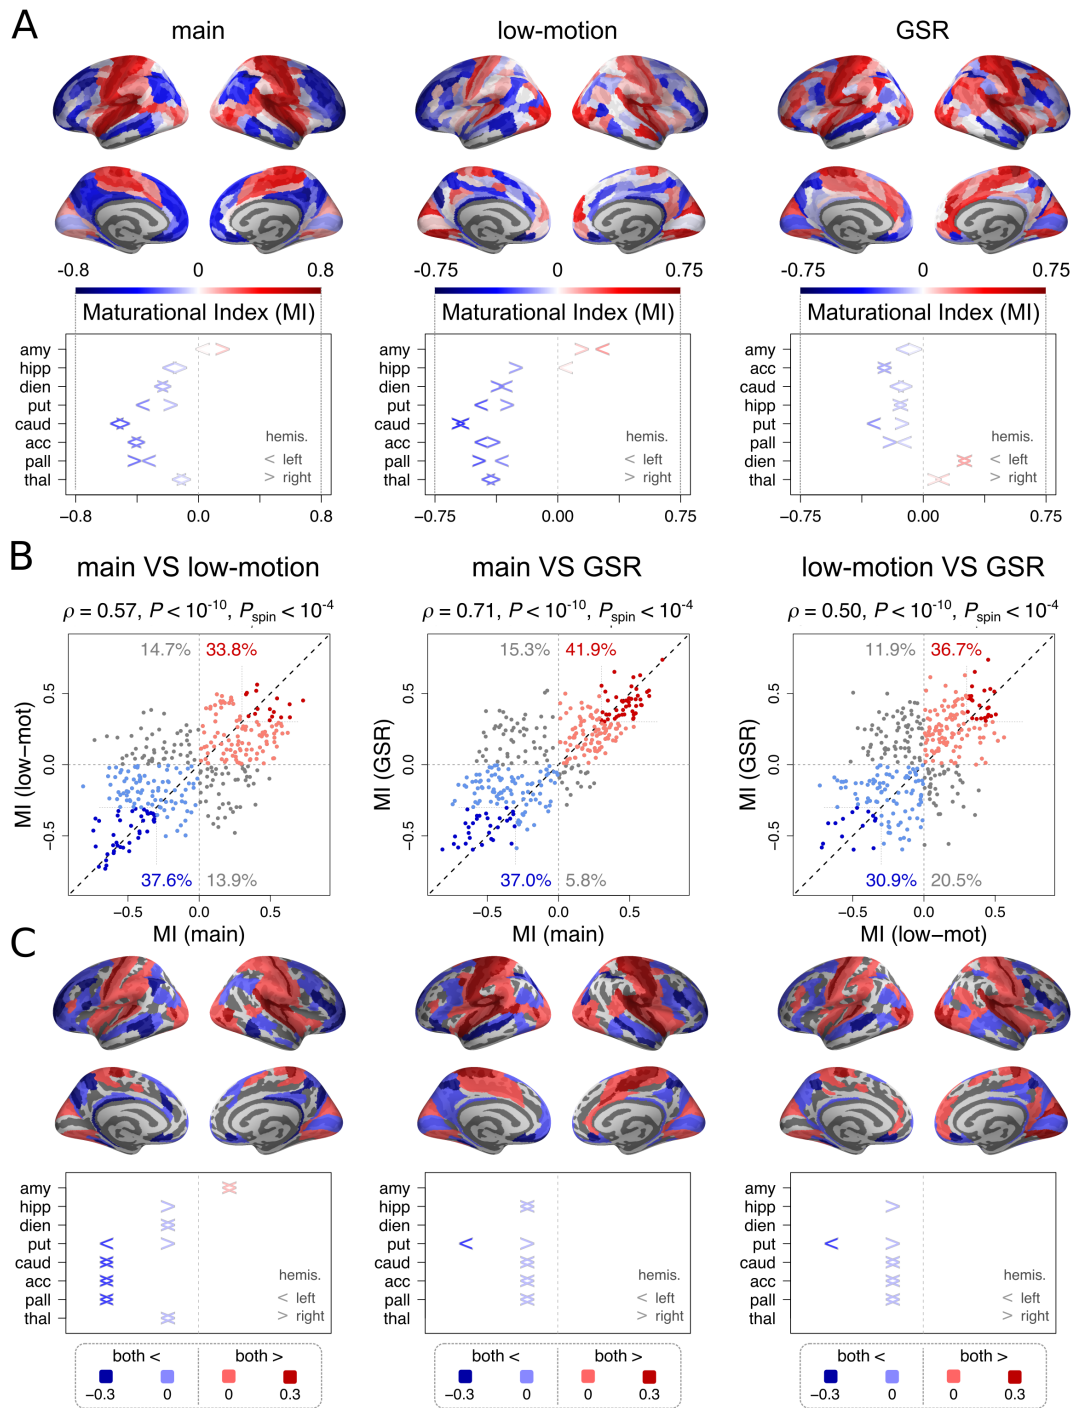 A
main
low-motion
GSR
-0.8 0 0.8
-0.75 0 0.75
-0.75 0 0.75
Maturational Index (MI)
Maturational Index (MI)
Maturational Index (MI)
amy
hipp
dien
put
caud
acc
pall
thal
hemis.
< left
> right
−0.8 0.0 0.8
amy
hipp
dien
put
caud
acc
pall
thal
hemis.
< left
> right
−0.75 0.00 0.75
amy
acc
caud
hipp
put
pall
dien
thal
hemis.
< left
> right
−0.75 0.00 0.75
B
main VS low-motion
ρ = 0.57, P < 10⁻¹⁰, Pspin < 10⁻⁴
14.7% 33.8%
MI (low−mot)
0.5
0.0
−0.5
37.6% 13.9%
−0.5 0.0 0.5
MI (main)
main VS GSR
ρ = 0.71, P < 10⁻¹⁰, Pspin < 10⁻⁴
15.3% 41.9%
MI (GSR)
0.5
0.0
−0.5
37.0% 5.8%
−0.5 0.0 0.5
MI (main)
low-motion VS GSR
ρ = 0.50, P < 10⁻¹⁰, Pspin < 10⁻⁴
11.9% 36.7%
MI (GSR)
0.5
0.0
−0.5
30.9% 20.5%
−0.5 0.0 0.5
MI (low−mot)
C
amy
hipp
dien
put
caud
acc
pall
thal
hemis.
< left
> right
amy
hipp
dien
put
caud
acc
pall
thal
hemis.
< left
> right
amy
hipp
dien
put
caud
acc
pall
thal
hemis.
< left
> right
both < both >
−0.3 0 0 0.3
both < both >
−0.3 0 0 0.3
both < both >
−0.3 0 0 0.3